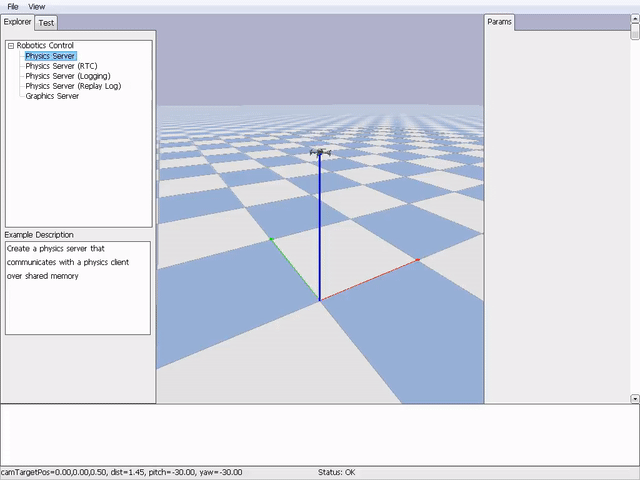 File View
Explorer Test
Params
Robotics Control
Physics Server
Physics Server (RTC)
Physics Server (Logging)
Physics Server (Replay Log)
Graphics Server
Example Description
Create a physics server that
communicates with a physics client
over shared memory
camTargetPos=0.00,0.00,0.50, dist=1.45, pitch=-30.00, yaw=-30.00
Status: OK